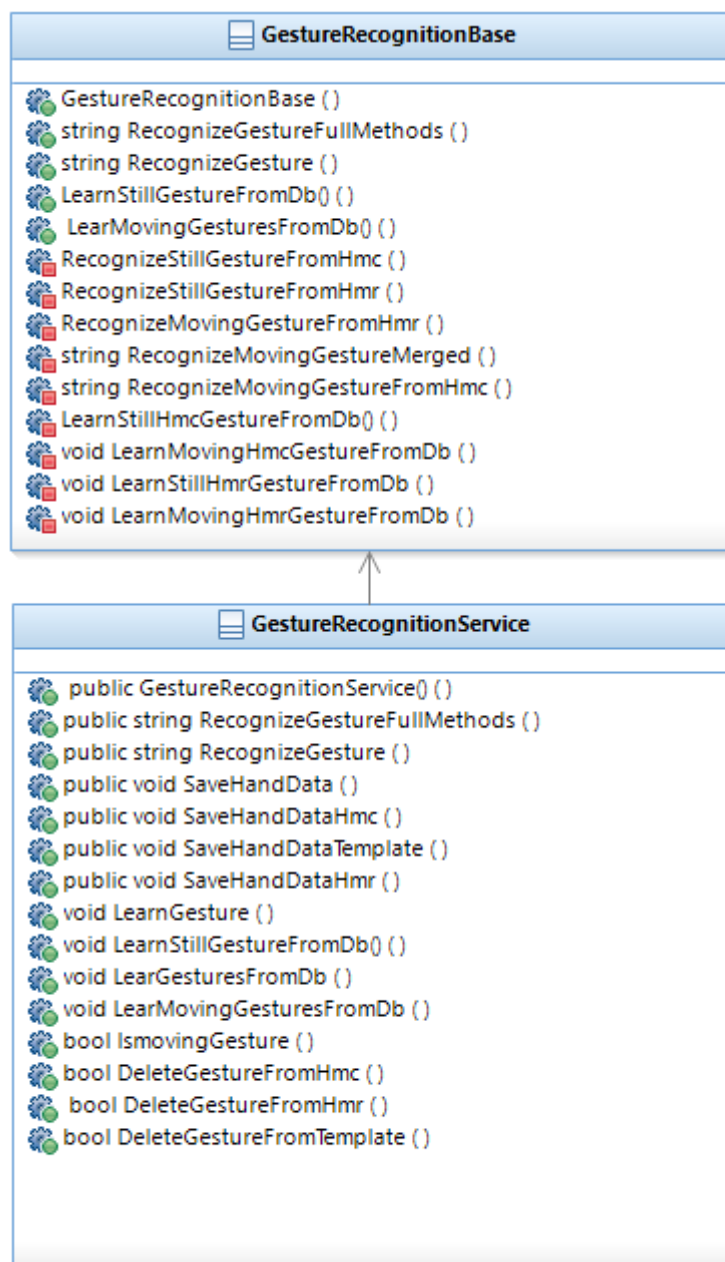 GestureRecognitionBase
GestureRecognitionBase ( )
string RecognizeGestureFullMethods ( )
string RecognizeGesture ( )
LearnStillGestureFromDb() ( )
LearMovingGesturesFromDb() ( )
RecognizeStillGestureFromHmc ( )
RecognizeStillGestureFromHmr ( )
RecognizeMovingGestureFromHmr ( )
string RecognizeMovingGestureMerged ( )
string RecognizeMovingGestureFromHmc ( )
LearnStillHmcGestureFromDb() ( )
void LearnMovingHmcGestureFromDb ( )
void LearnStillHmrGestureFromDb ( )
void LearnMovingHmrGestureFromDb ( )
GestureRecognitionService
public GestureRecognitionService() ( )
public string RecognizeGestureFullMethods ( )
public string RecognizeGesture ( )
public void SaveHandData ( )
public void SaveHandDataHmc ( )
public void SaveHandDataTemplate ( )
public void SaveHandDataHmr ( )
void LearnGesture ( )
void LearnStillGestureFromDb() ( )
void LearGesturesFromDb ( )
void LearMovingGesturesFromDb ( )
bool IsmovingGesture ( )
bool DeleteGestureFromHmc ( )
bool DeleteGestureFromHmr ( )
bool DeleteGestureFromTemplate ( )